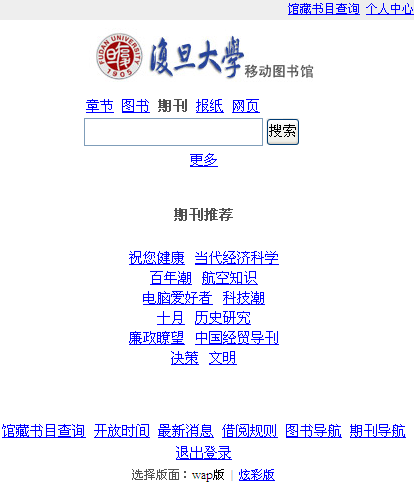 馆藏书目查询 个人中心
FUDAN UNIVERSITY 1905 復旦大學 移动图书馆
章节 图书 期刊 报纸 网页
搜索
更多
期刊推荐
祝您健康 当代经济科学
百年潮 航空知识
电脑爱好者 科技潮
十月 历史研究
廉政瞭望 中国经贸导刊
决策 文明
馆藏书目查询 开放时间 最新消息 借阅规则 图书导航 期刊导航
退出登录
选择版面：wap版 | 炫彩版